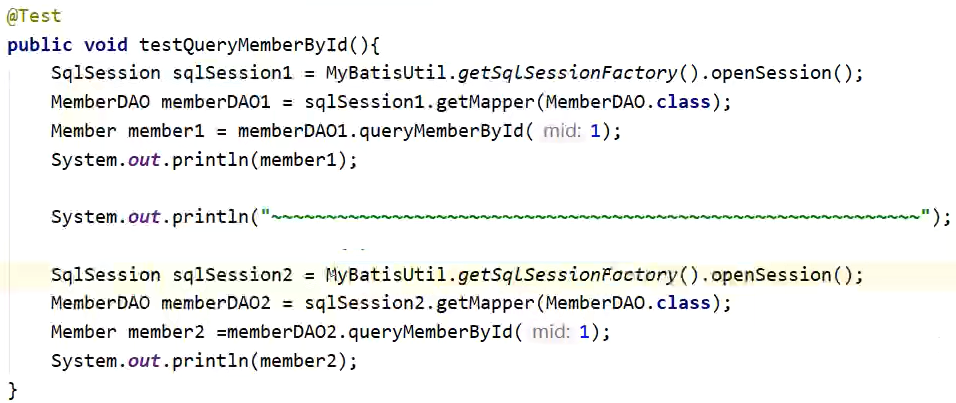 @Test
public void testQueryMemberById(){
SqlSession sqlSession1 = MyBatisUtil.getSqlSessionFactory().openSession();
MemberDAO memberDAO1 = sqlSession1.getMapper(MemberDAO.class);
Member member1 = memberDAO1.queryMemberById( mid: 1);
System.out.println(member1);
System.out.println("~~~~~~~~~~~~~~~~~~~~~~~~~~~~~~~~~~~~~~~~~~~~~~~~~~~~~~~~~~~");
SqlSession sqlSession2 = MyBatisUtil.getSqlSessionFactory().openSession();
MemberDAO memberDAO2 = sqlSession2.getMapper(MemberDAO.class);
Member member2 =memberDAO2.queryMemberById( mid: 1);
System.out.println(member2);
}